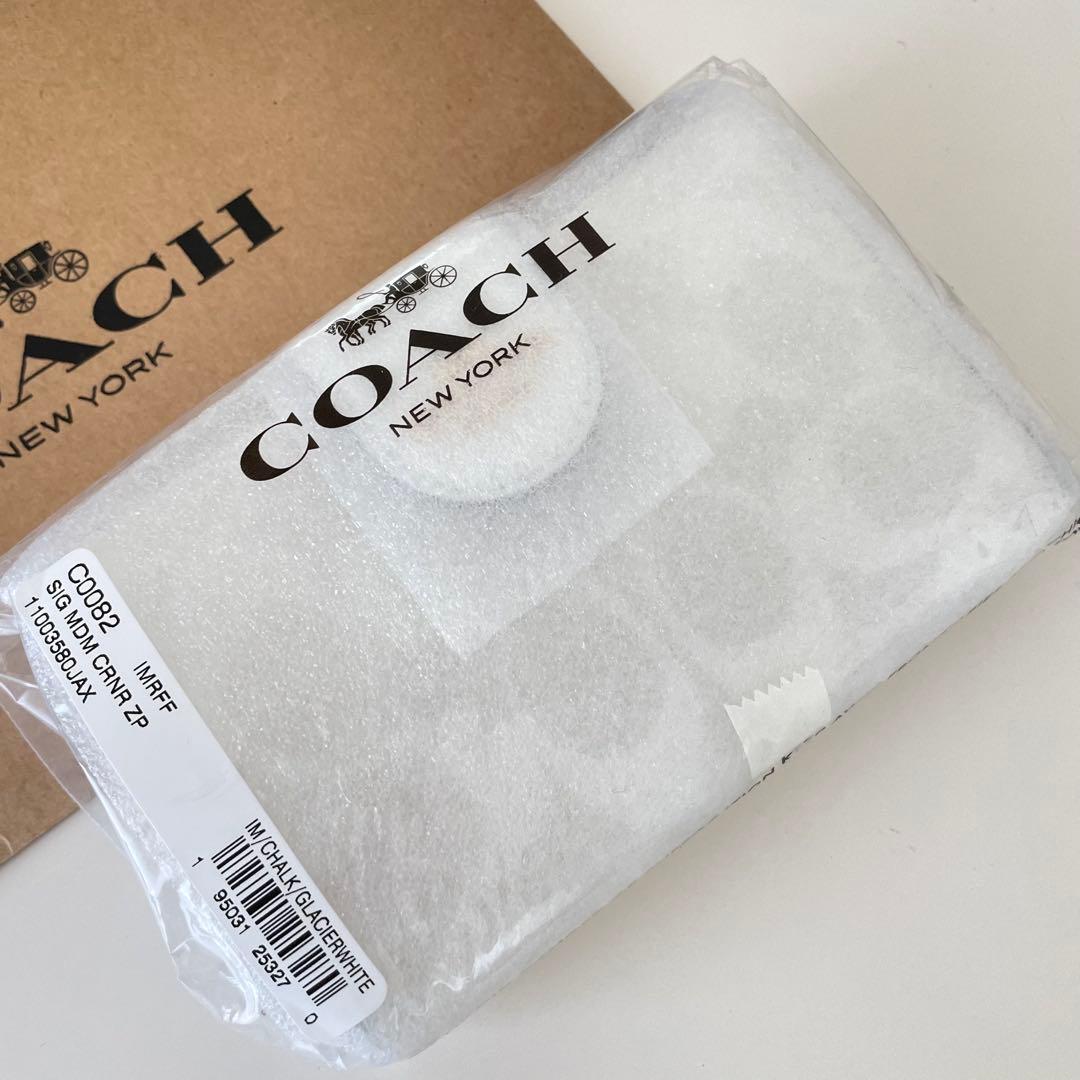 COACH
NEW YORK
COACH
NEW YORK
C0082 IMRFF
SIG MDM CRNR ZP
11003580JAX
IM/CHALK/GLACIERWHITE
1 95031 25327 0